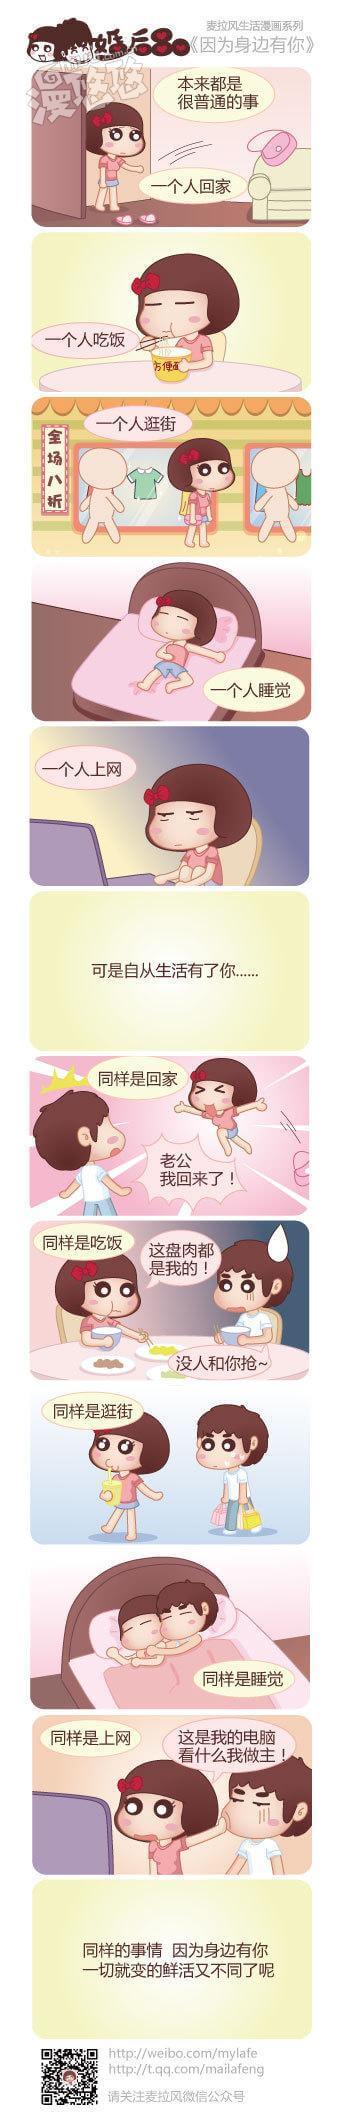 麦拉风生活漫画系列
婚后品《因为身边有你》
漫悠悠
本来都是
很普通的事
一个人回家
一个人吃饭
方便面
一个人逛街
全场八折
一个人睡觉
一个人上网
可是自从生活有了你......
同样是回家
老公
我回来了！
同样是吃饭
这盘肉都
是我的！
没人和你抢~
同样是逛街
同样是睡觉
同样是上网
这是我的电脑
看什么我做主！
同样的事情 因为身边有你
一切就变的鲜活又不同了呢
http://weibo.com/mylafe
http://t.qq.com/mailafeng
请关注麦拉风微信公众号